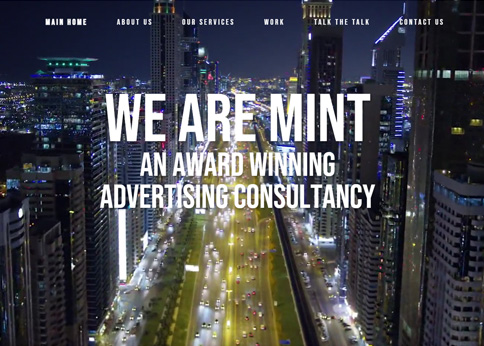 MAIN HOME
ABOUT US
OUR SERVICES
WORK
TALK THE TALK
CONTACT US
WE ARE MINT
AN AWARD WINNING
ADVERTISING CONSULTANCY